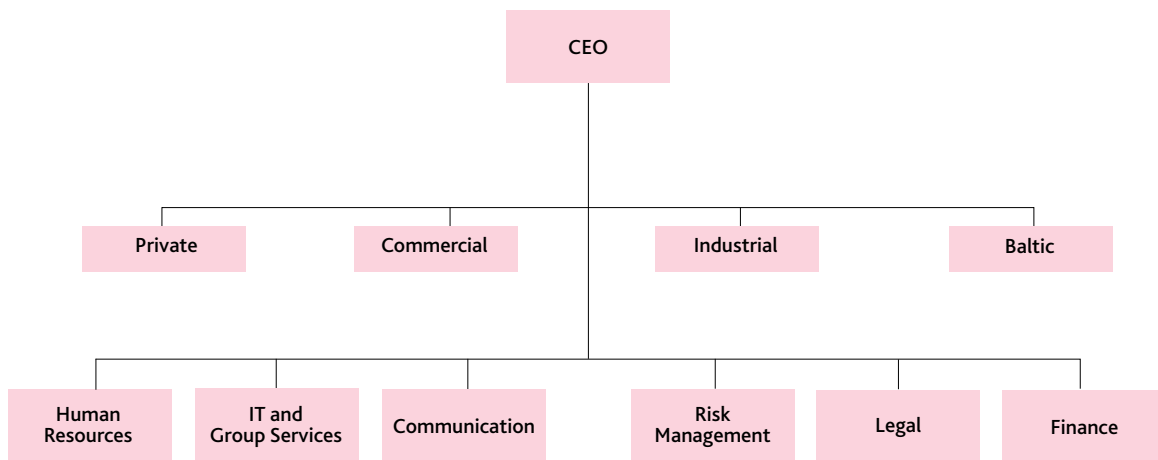 CEO
Private
Commercial
Industrial
Baltic
Human
Resources
IT and
Group Services
Communication
Risk
Management
Legal
Finance